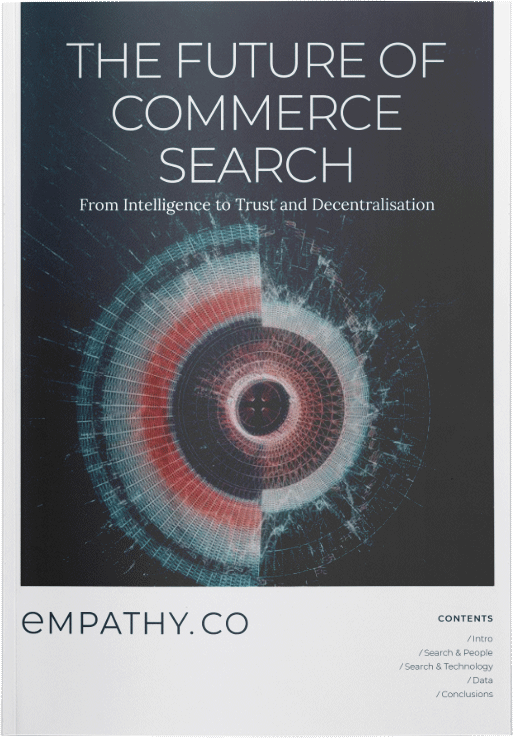 THE FUTURE OF
COMMERCE
SEARCH
From Intelligence to Trust and Decentralisation
eMPATHY.CO
CONTENTS
/ Intro
/ Search & People
/ Search & Technology
/ Data
/ Conclusions